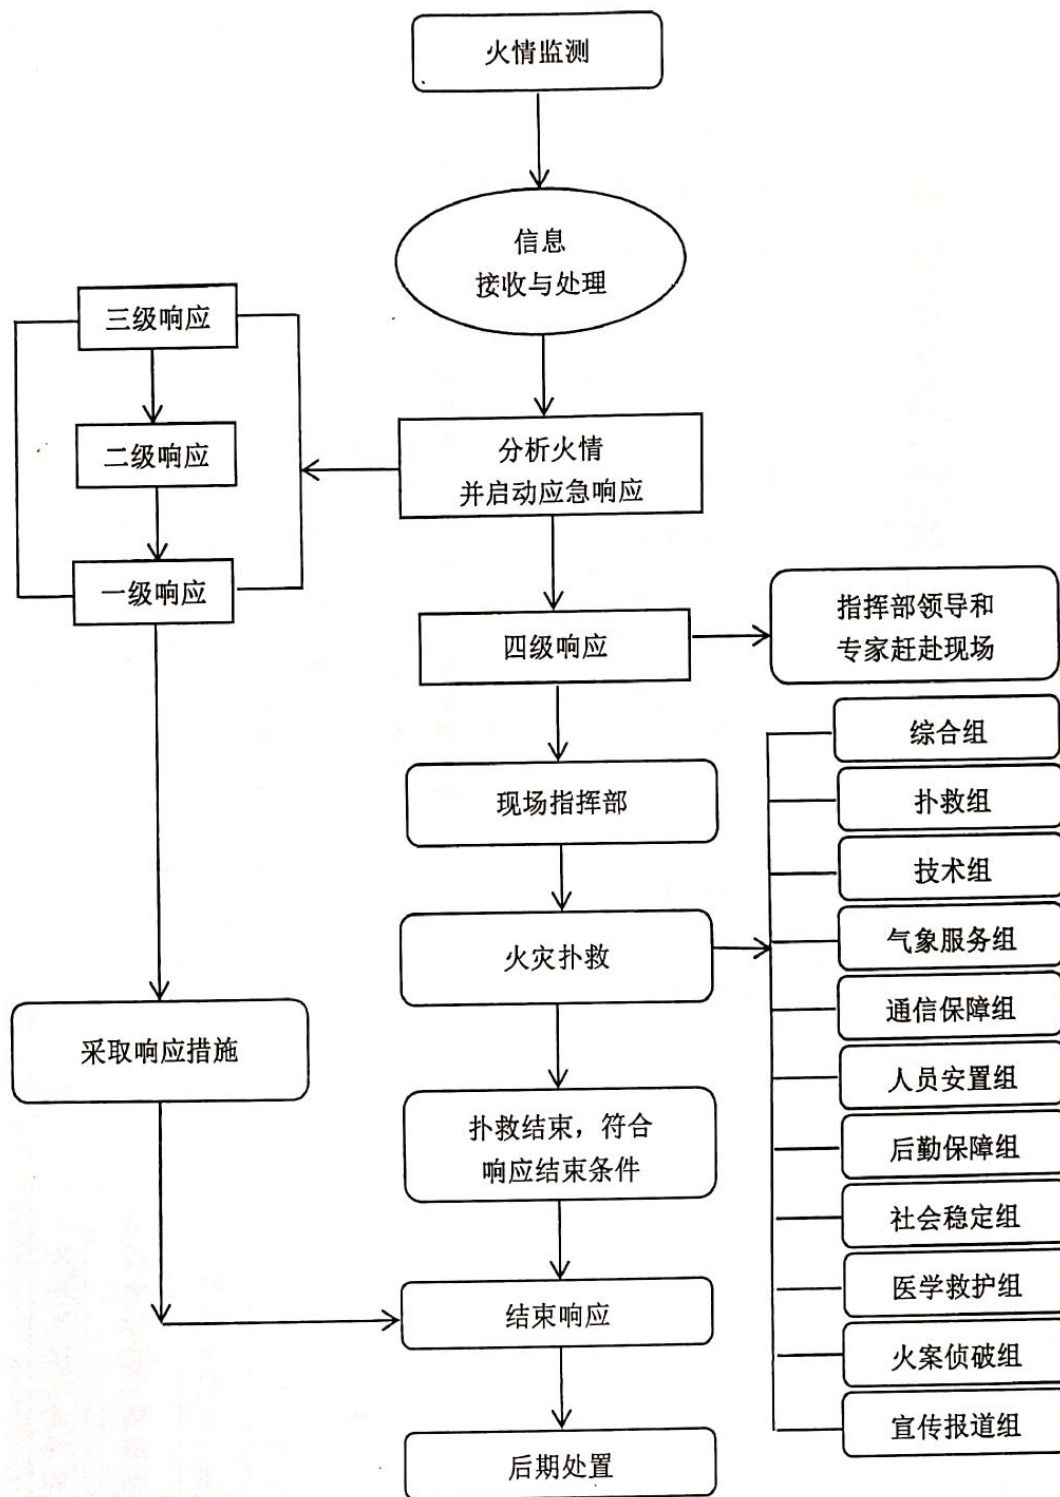 火情监测
信息
接收与处理
三级响应
二级响应
一级响应
分析火情
并启动应急响应
四级响应
指挥部领导和
专家赶赴现场
现场指挥部
火灾扑救
综合组
扑救组
技术组
气象服务组
通信保障组
人员安置组
后勤保障组
社会稳定组
医学救护组
火案侦破组
宣传报道组
采取响应措施
扑救结束，符合
响应结束条件
结束响应
后期处置